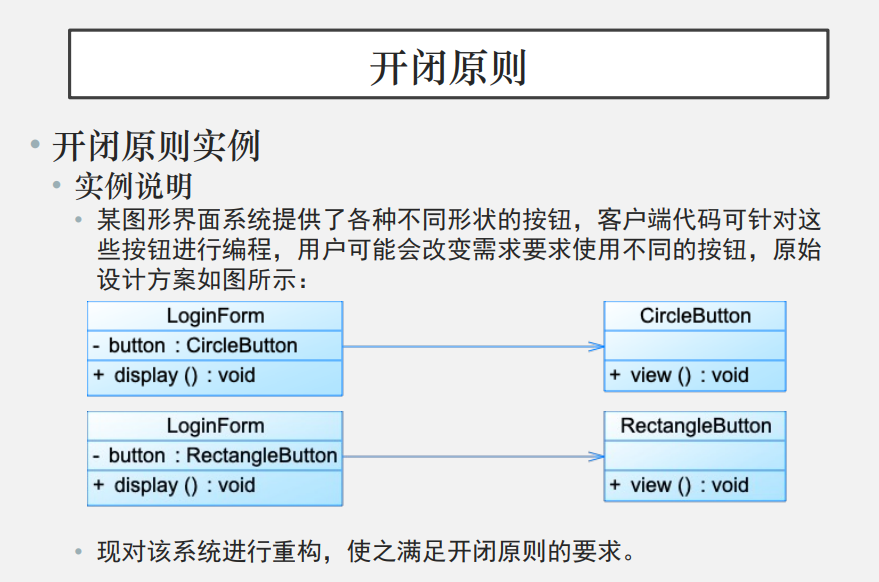 开闭原则
• 开闭原则实例
• 实例说明
• 某图形界面系统提供了各种不同形状的按钮，客户端代码可针对这
些按钮进行编程，用户可能会改变需求要求使用不同的按钮，原始
设计方案如图所示：
LoginForm
- button : CircleButton
+ display () : void
CircleButton
+ view () : void
LoginForm
- button : RectangleButton
+ display () : void
RectangleButton
+ view () : void
• 现对该系统进行重构，使之满足开闭原则的要求。